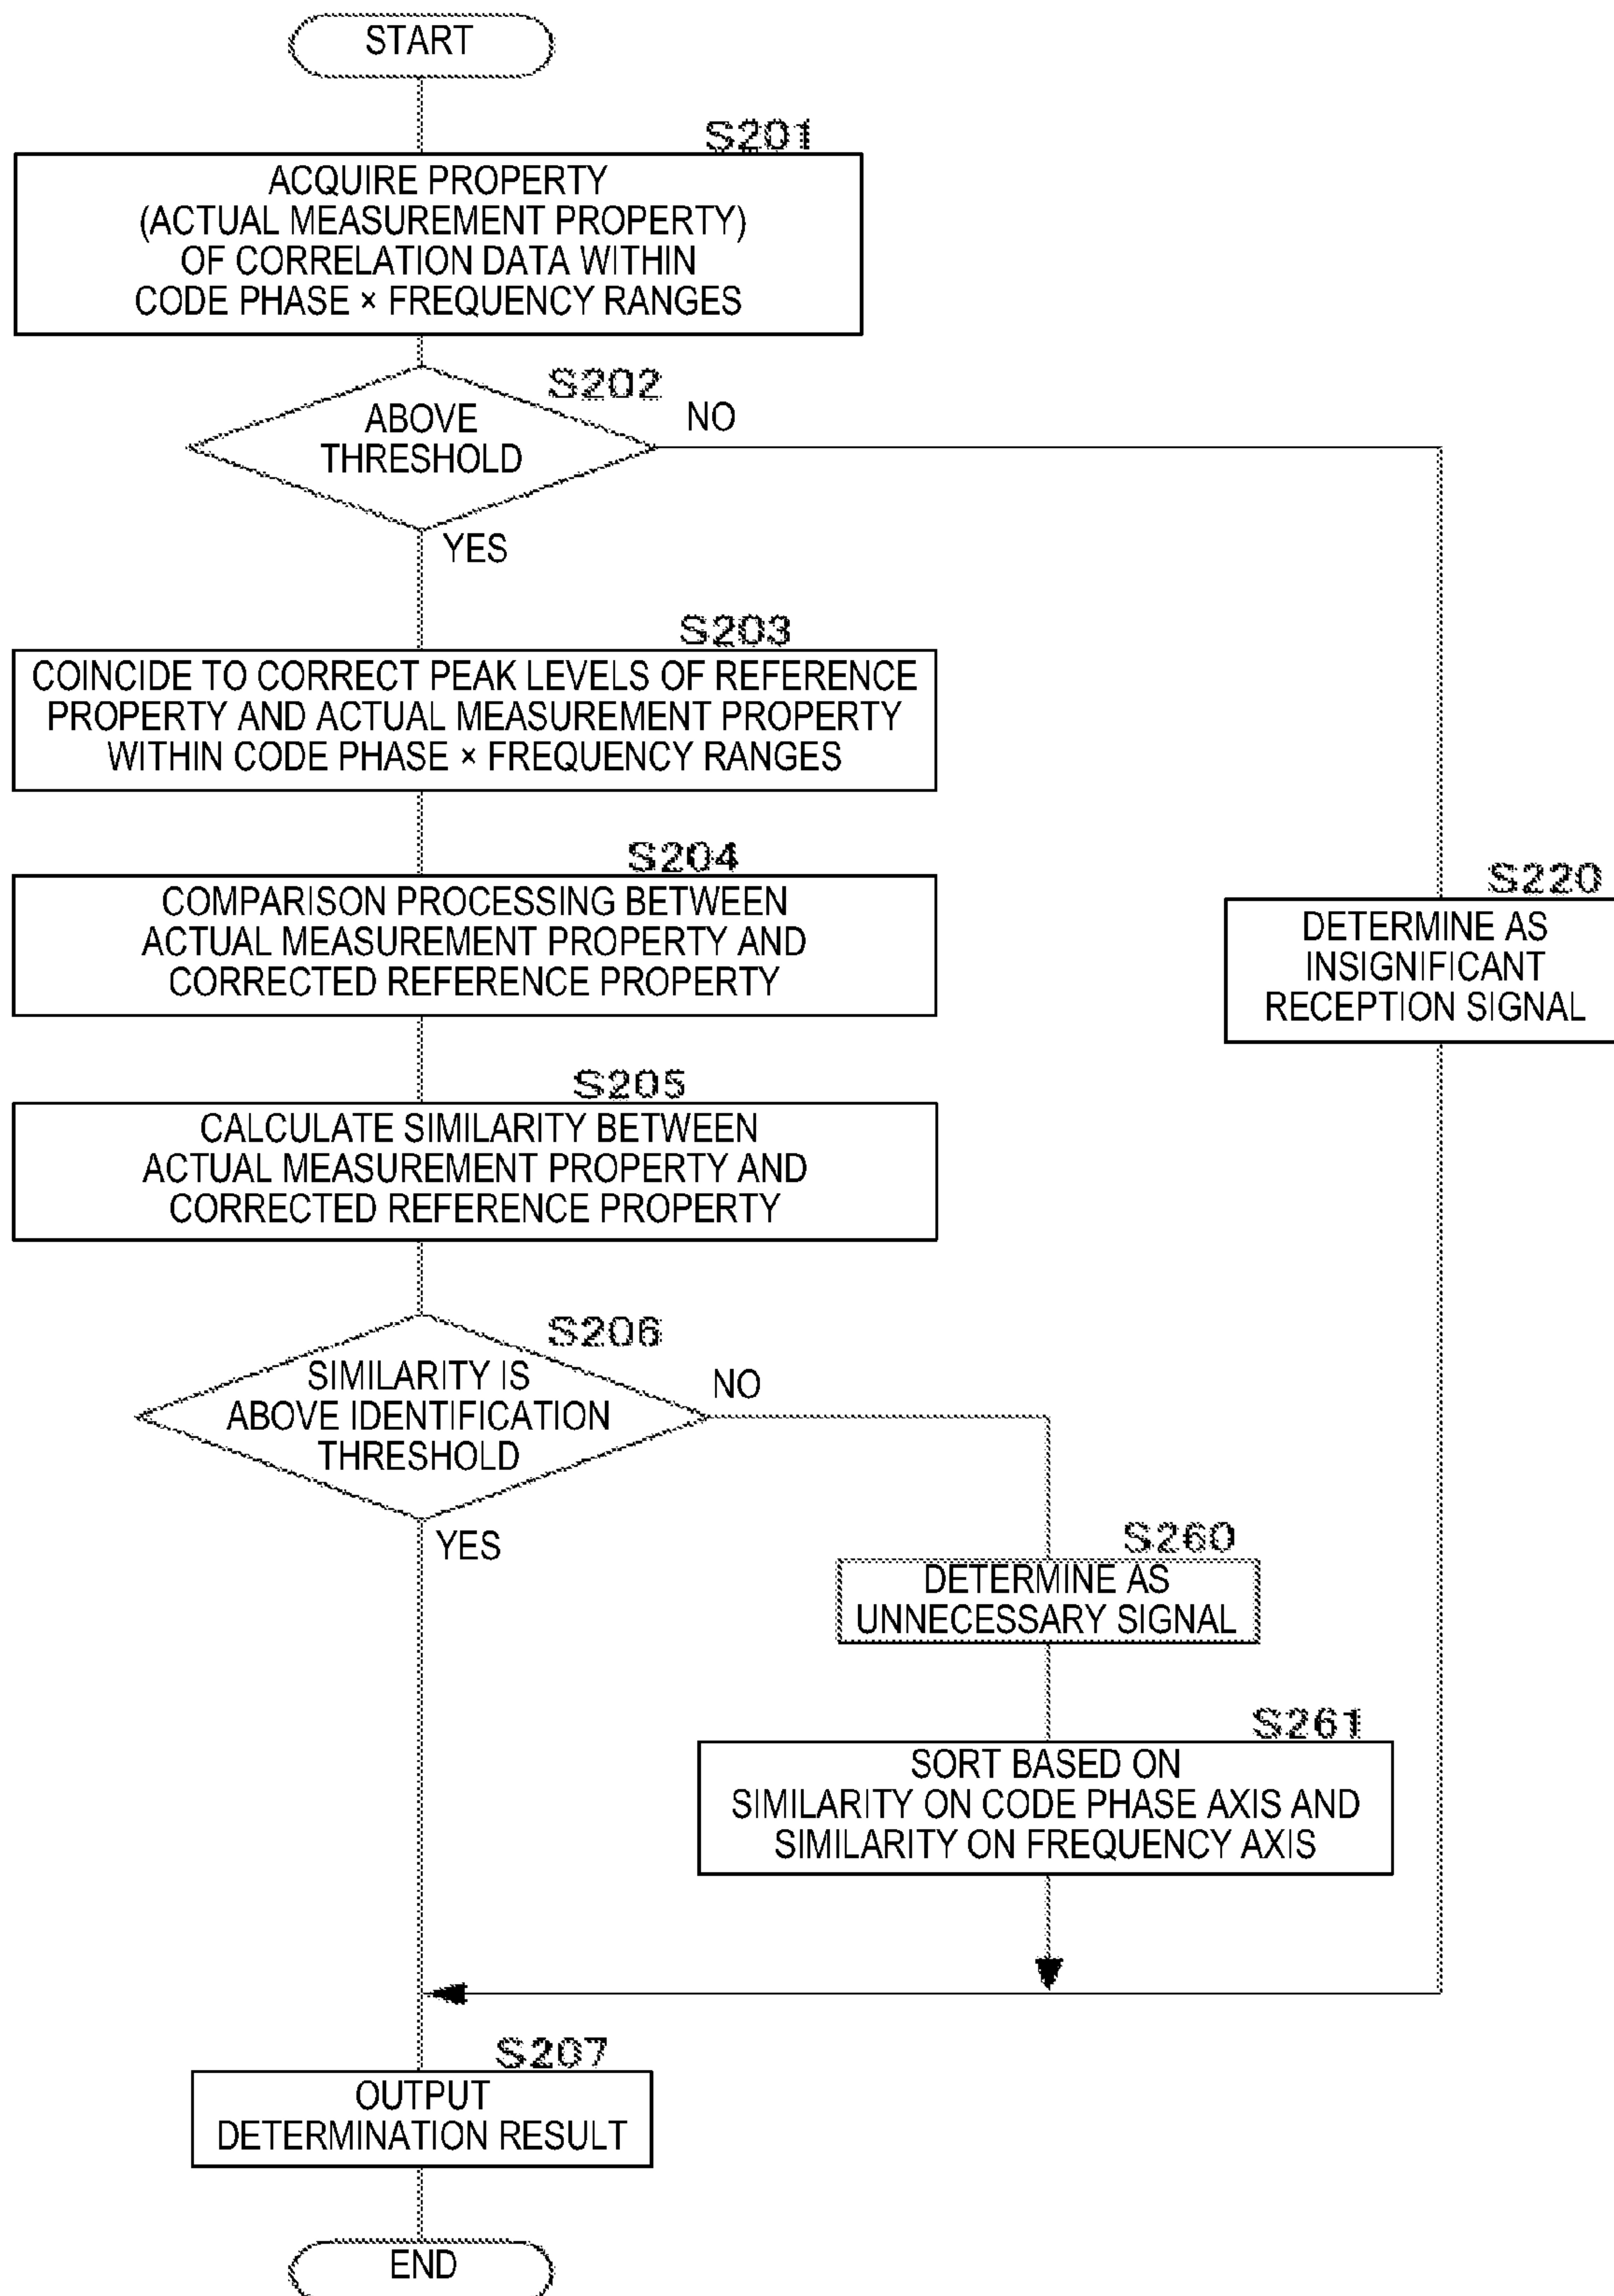 START
S201
ACQUIRE PROPERTY
(ACTUAL MEASUREMENT PROPERTY)
OF CORRELATION DATA WITHIN
CODE PHASE × FREQUENCY RANGES
S202
ABOVE
THRESHOLD
NO
YES
S203
COINCIDE TO CORRECT PEAK LEVELS OF REFERENCE
PROPERTY AND ACTUAL MEASUREMENT PROPERTY
WITHIN CODE PHASE × FREQUENCY RANGES
S204
COMPARISON PROCESSING BETWEEN
ACTUAL MEASUREMENT PROPERTY AND
CORRECTED REFERENCE PROPERTY
S220
DETERMINE AS
INSIGNIFICANT
RECEPTION SIGNAL
S205
CALCULATE SIMILARITY BETWEEN
ACTUAL MEASUREMENT PROPERTY AND
CORRECTED REFERENCE PROPERTY
S206
SIMILARITY IS
ABOVE IDENTIFICATION
THRESHOLD
NO
YES
S260
DETERMINE AS
UNNECESSARY SIGNAL
S261
SORT BASED ON
SIMILARITY ON CODE PHASE AXIS AND
SIMILARITY ON FREQUENCY AXIS
S207
OUTPUT
DETERMINATION RESULT
END